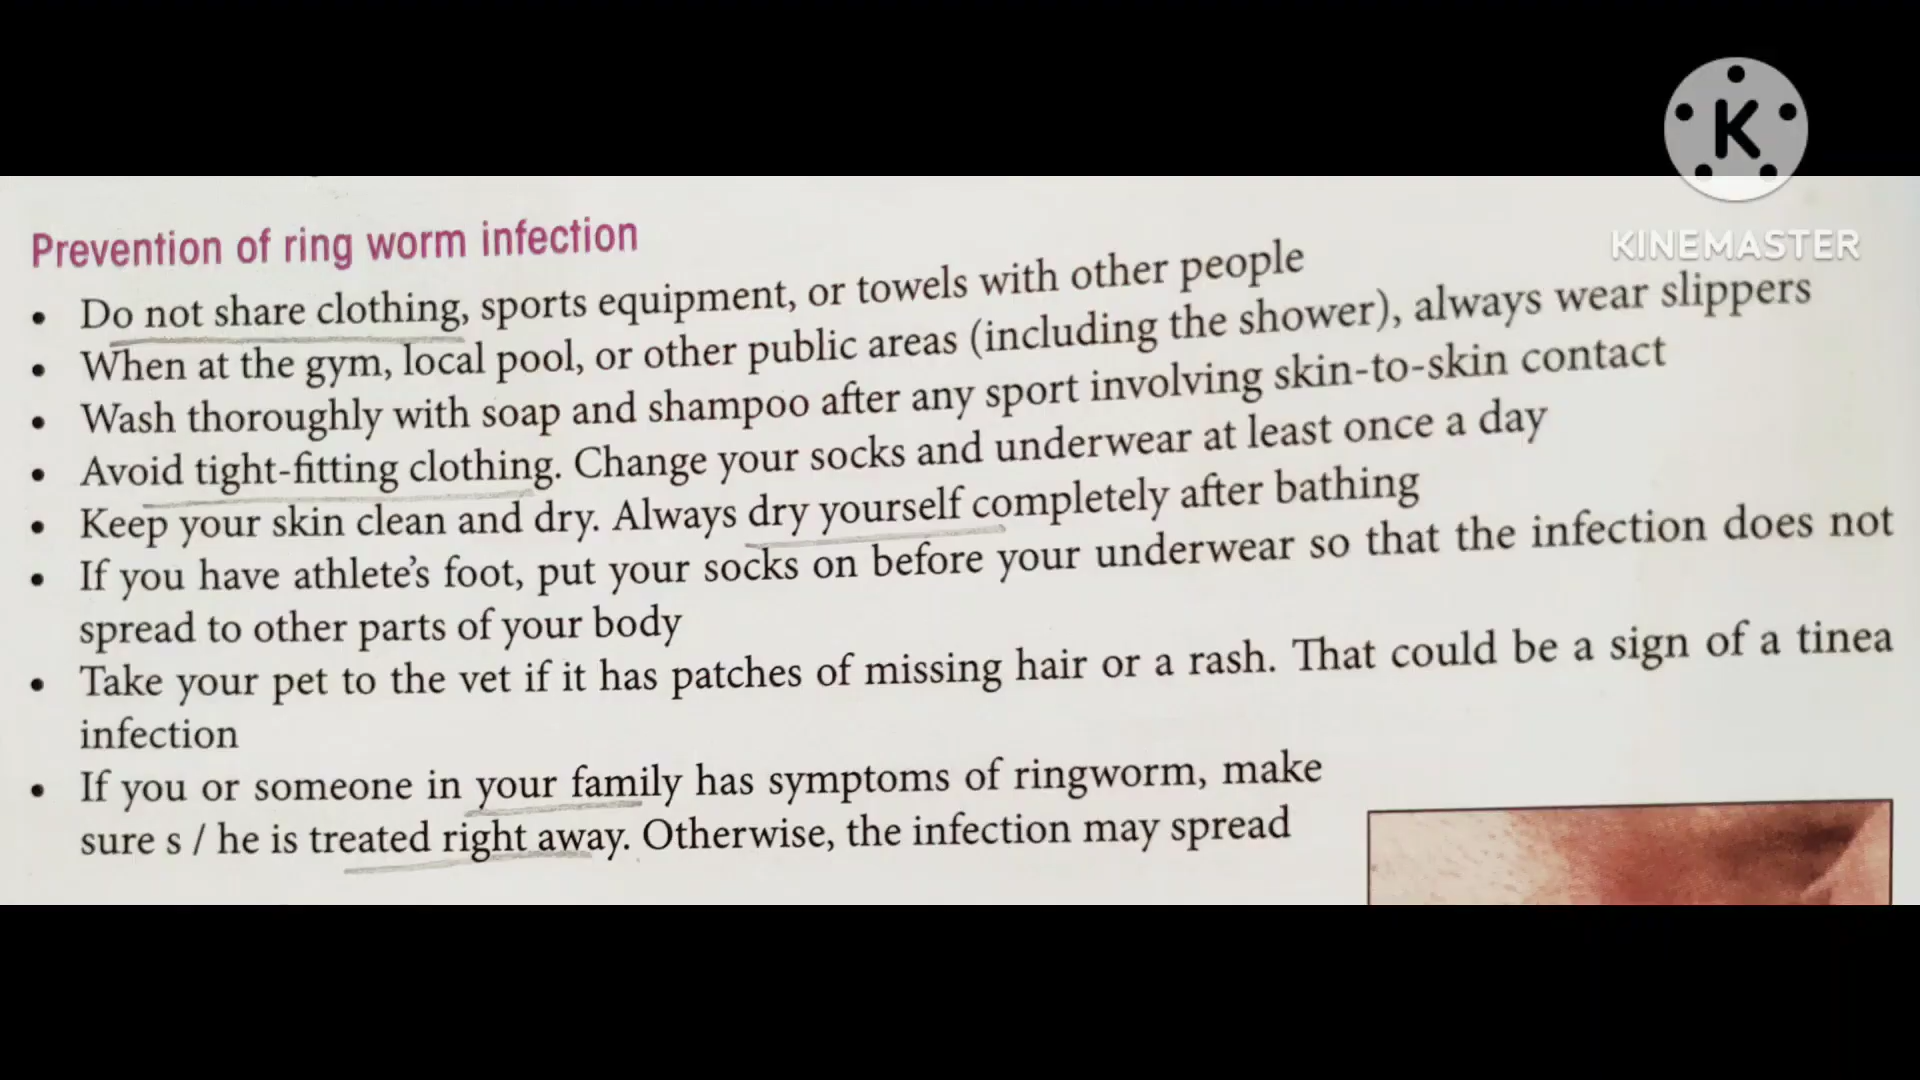 K
KINEMASTER
Prevention of ring worm infection
• Do not share clothing, sports equipment, or towels with other people
• When at the gym, local pool, or other public areas (including the shower), always wear slippers
• Wash thoroughly with soap and shampoo after any sport involving skin-to-skin contact
• Avoid tight-fitting clothing. Change your socks and underwear at least once a day
• Keep your skin clean and dry. Always dry yourself completely after bathing
• If you have athlete's foot, put your socks on before your underwear so that the infection does not
spread to other parts of your body
• Take your pet to the vet if it has patches of missing hair or a rash. That could be a sign of a tinea
infection
• If you or someone in your family has symptoms of ringworm, make
sure s / he is treated right away. Otherwise, the infection may spread